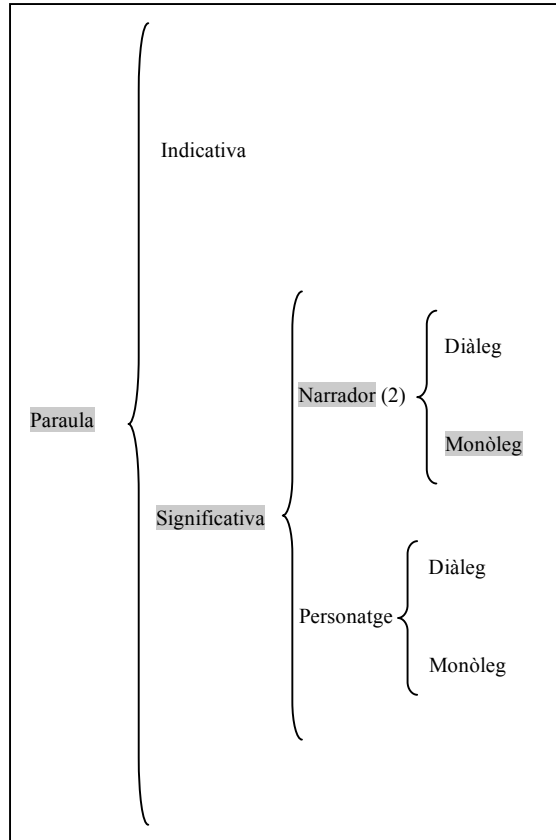 Indicativa
Diàleg
Narrador (2)
Paraula
Monòleg
Significativa
Diàleg
Personatge
Monòleg